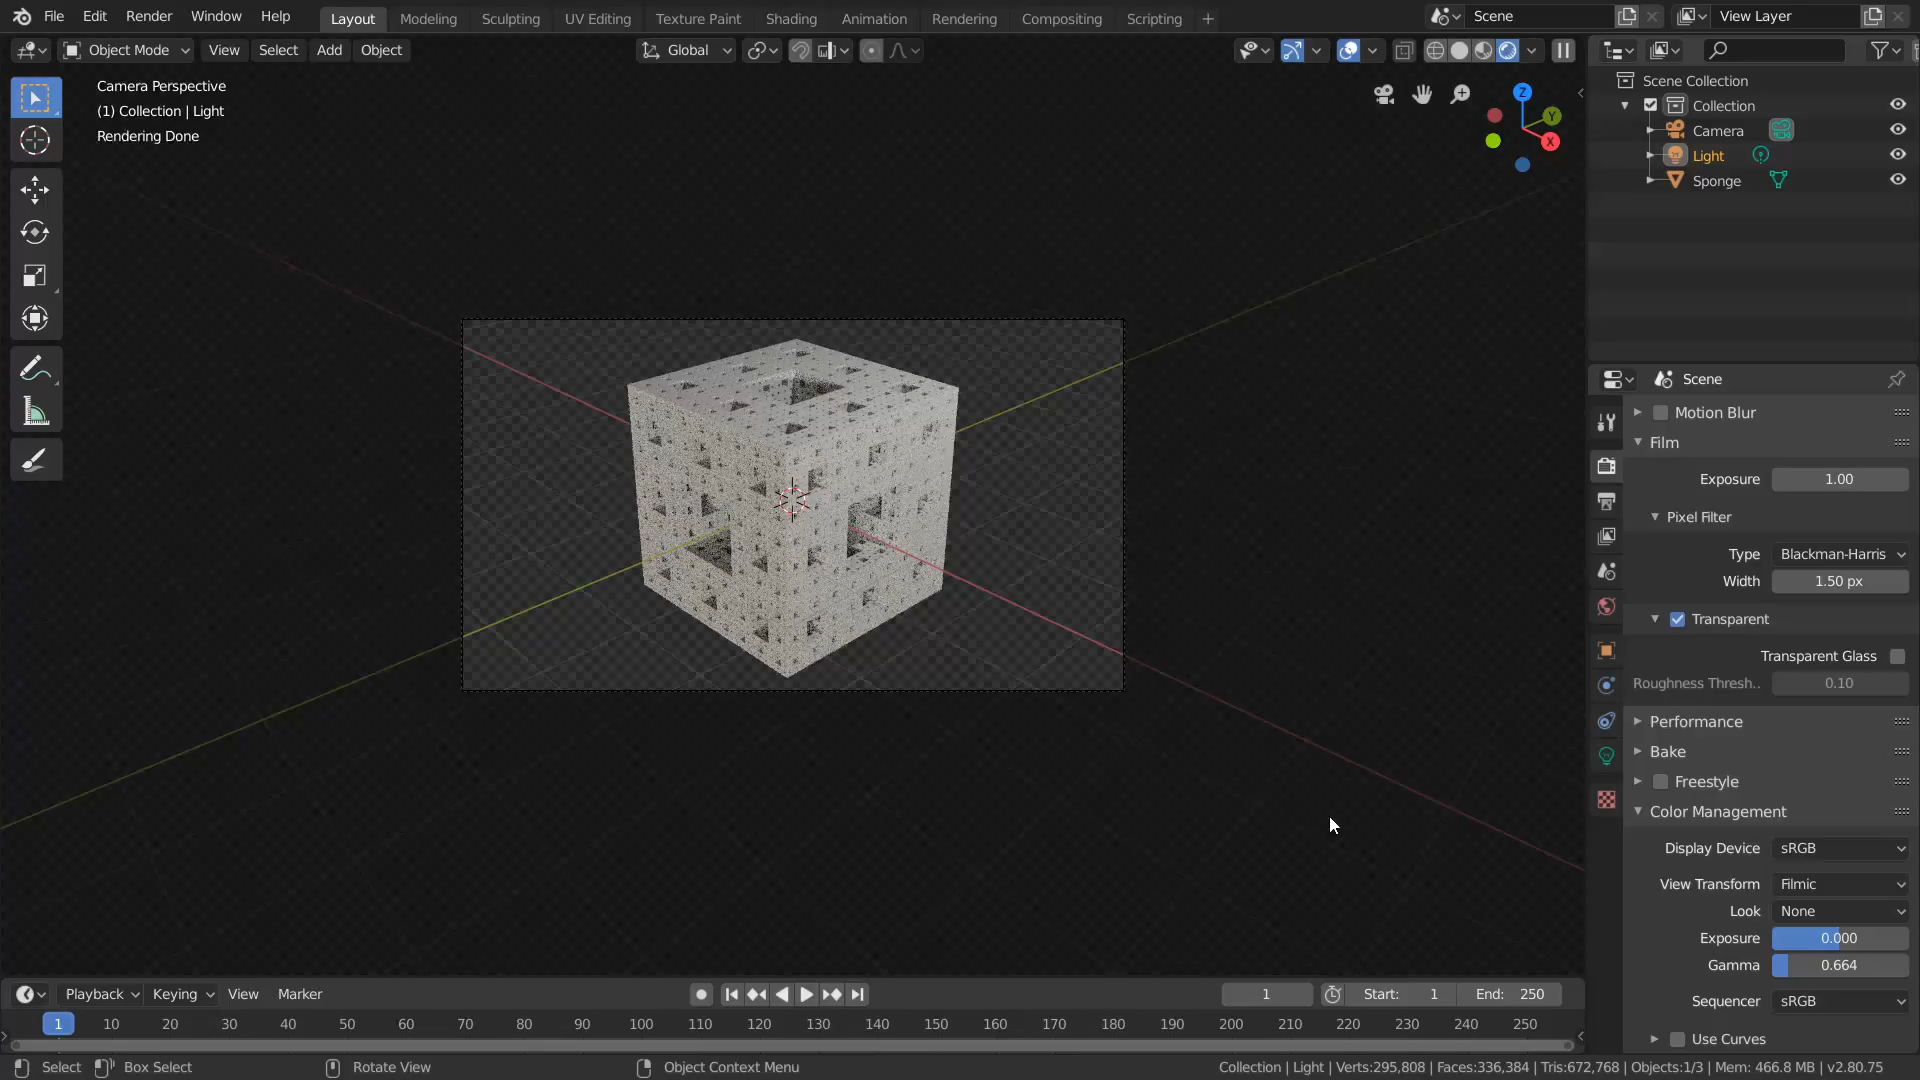 File Edit Render Window Help Layout Modeling Sculpting UV Editing Texture Paint Shading Animation Rendering Compositing Scripting + Scene View Layer
Object Mode View Select Add Object Global
Camera Perspective
(1) Collection | Light
Rendering Done
Z
Y
X
Scene Collection
Collection
Camera
Light
Sponge
Scene
Motion Blur
Film
Exposure 1.00
Pixel Filter
Type Blackman-Harris
Width 1.50 px
Transparent
Transparent Glass
Roughness Thresh.. 0.10
Performance
Bake
Freestyle
Color Management
Display Device sRGB
View Transform Filmic
Look None
Exposure 0.000
Gamma 0.664
Sequencer sRGB
Use Curves
Playback Keying View Marker 1 Start: 1 End: 250
1 10 20 30 40 50 60 70 80 90 100 110 120 130 140 150 160 170 180 190 200 210 220 230 240 250
Select Box Select Rotate View Object Context Menu Collection | Light | Verts:295,808 | Faces:336,384 | Tris:672,768 | Objects:1/3 | Mem: 466.8 MB | v2.80.75